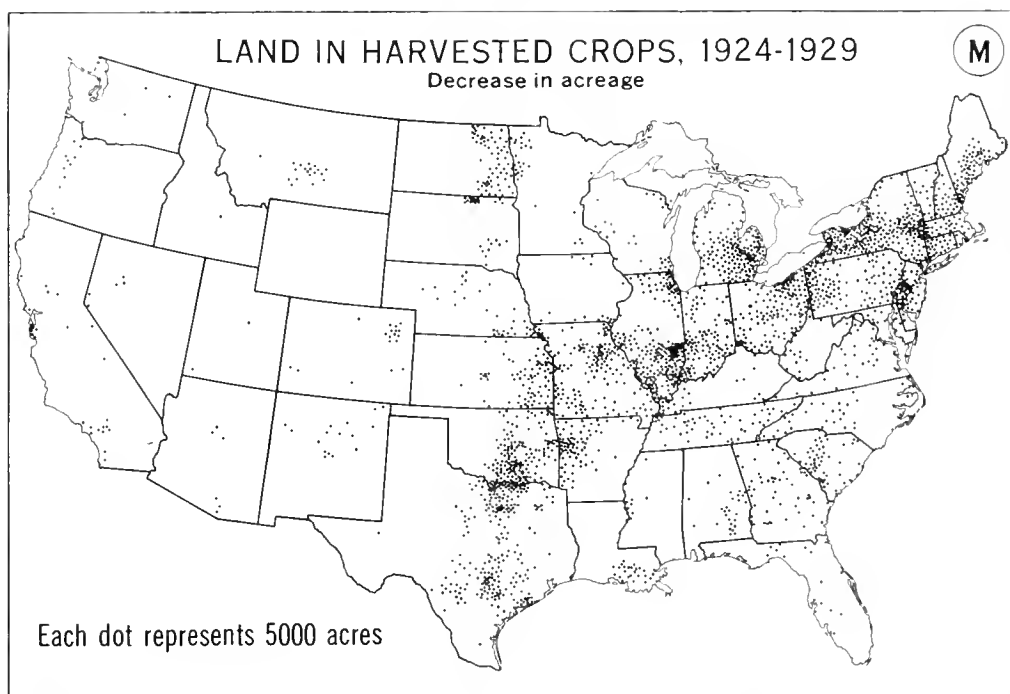 LAND IN HARVESTED CROPS, 1924-1929
M
Decrease in acreage
Each dot represents 5000 acres